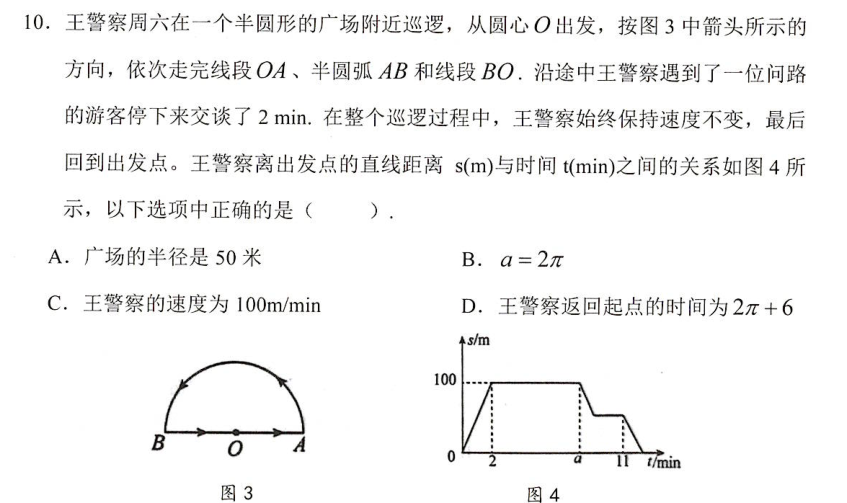 10．王警察周六在一个半圆形的广场附近巡逻，从圆心 O 出发，按图 3 中箭头所示的
方向，依次走完线段 OA、半圆弧 AB 和线段 BO．沿途中王警察遇到了一位问路
的游客停下来交谈了 2 min. 在整个巡逻过程中，王警察始终保持速度不变，最后
回到出发点。王警察离出发点的直线距离 s(m)与时间 t(min)之间的关系如图 4 所
示，以下选项中正确的是（ ）.
A．广场的半径是 50 米 B． a = 2π
C．王警察的速度为 100m/min D．王警察返回起点的时间为 2π + 6
B O A
图 3
s/m
100
0 2 a 11 t/min
图 4